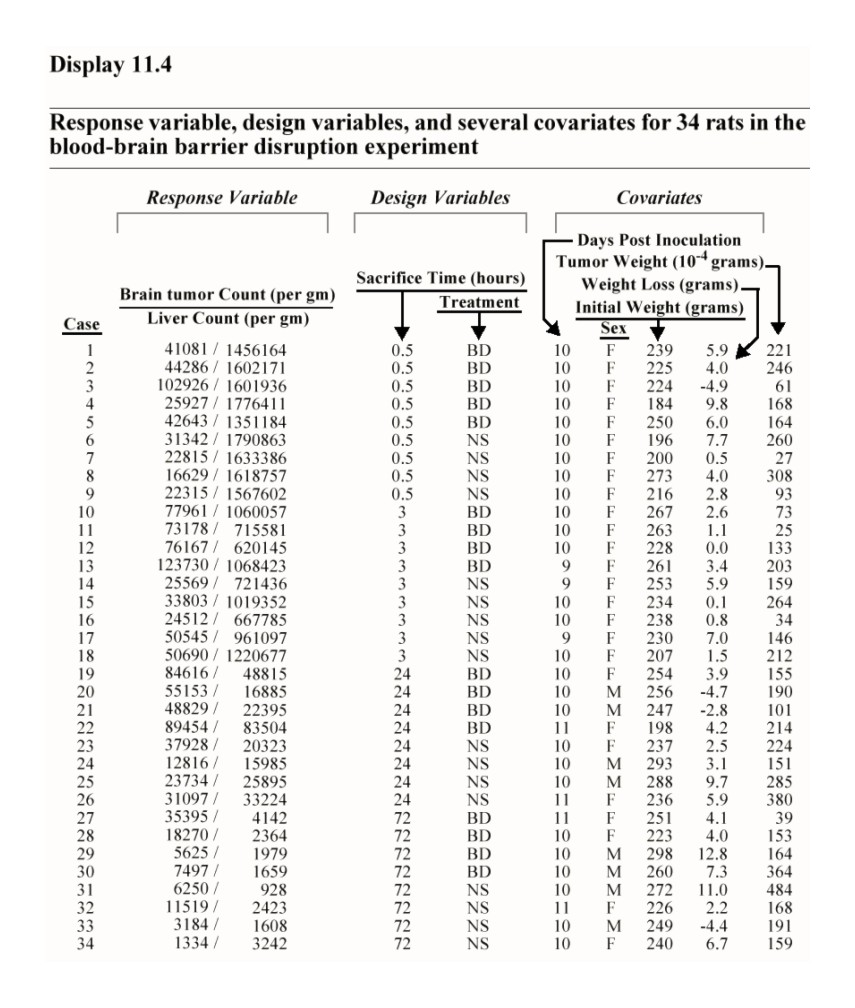 Display 11.4
Response variable, design variables, and several covariates for 34 rats in the
blood-brain barrier disruption experiment
Response Variable Design Variables Covariates
Days Post Inoculation
Tumor Weight (10⁻⁴ grams)
Sacrifice Time (hours) Weight Loss (grams)
Brain tumor Count (per gm) Treatment Initial Weight (grams)
Case Liver Count (per gm) Sex
1 41081 / 1456164 0.5 BD 10 F 239 5.9 221
2 44286 / 1602171 0.5 BD 10 F 225 4.0 246
3 102926 / 1601936 0.5 BD 10 F 224 -4.9 61
4 25927 / 1776411 0.5 BD 10 F 184 9.8 168
5 42643 / 1351184 0.5 BD 10 F 250 6.0 164
6 31342 / 1790863 0.5 NS 10 F 196 7.7 260
7 22815 / 1633386 0.5 NS 10 F 200 0.5 27
8 16629 / 1618757 0.5 NS 10 F 273 4.0 308
9 22315 / 1567602 0.5 NS 10 F 216 2.8 93
10 77961 / 1060057 3 BD 10 F 267 2.6 73
11 73178 / 715581 3 BD 10 F 263 1.1 25
12 76167 / 620145 3 BD 10 F 228 0.0 133
13 123730 / 1068423 3 BD 9 F 261 3.4 203
14 25569 / 721436 3 NS 9 F 253 5.9 159
15 33803 / 1019352 3 NS 10 F 234 0.1 264
16 24512 / 667785 3 NS 10 F 238 0.8 34
17 50545 / 961097 3 NS 9 F 230 7.0 146
18 50690 / 1220677 3 NS 10 F 207 1.5 212
19 84616 / 48815 24 BD 10 F 254 3.9 155
20 55153 / 16885 24 BD 10 M 256 -4.7 190
21 48829 / 22395 24 BD 10 M 247 -2.8 101
22 89454 / 83504 24 BD 11 F 198 4.2 214
23 37928 / 20323 24 NS 10 F 237 2.5 224
24 12816 / 15985 24 NS 10 M 293 3.1 151
25 23734 / 25895 24 NS 10 M 288 9.7 285
26 31097 / 33224 24 NS 11 F 236 5.9 380
27 35395 / 4142 72 BD 11 F 251 4.1 39
28 18270 / 2364 72 BD 10 F 223 4.0 153
29 5625 / 1979 72 BD 10 M 298 12.8 164
30 7497 / 1659 72 BD 10 M 260 7.3 364
31 6250 / 928 72 NS 10 M 272 11.0 484
32 11519 / 2423 72 NS 11 F 226 2.2 168
33 3184 / 1608 72 NS 10 M 249 -4.4 191
34 1334 / 3242 72 NS 10 F 240 6.7 159